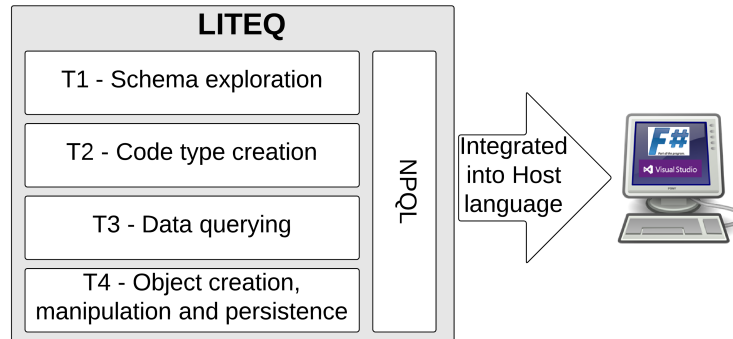 LITEQ
T1 - Schema exploration
T2 - Code type creation
T3 - Data querying
T4 - Object creation,
manipulation and persistence
NPQL
Integrated
into Host
language
F#
Visual Studio